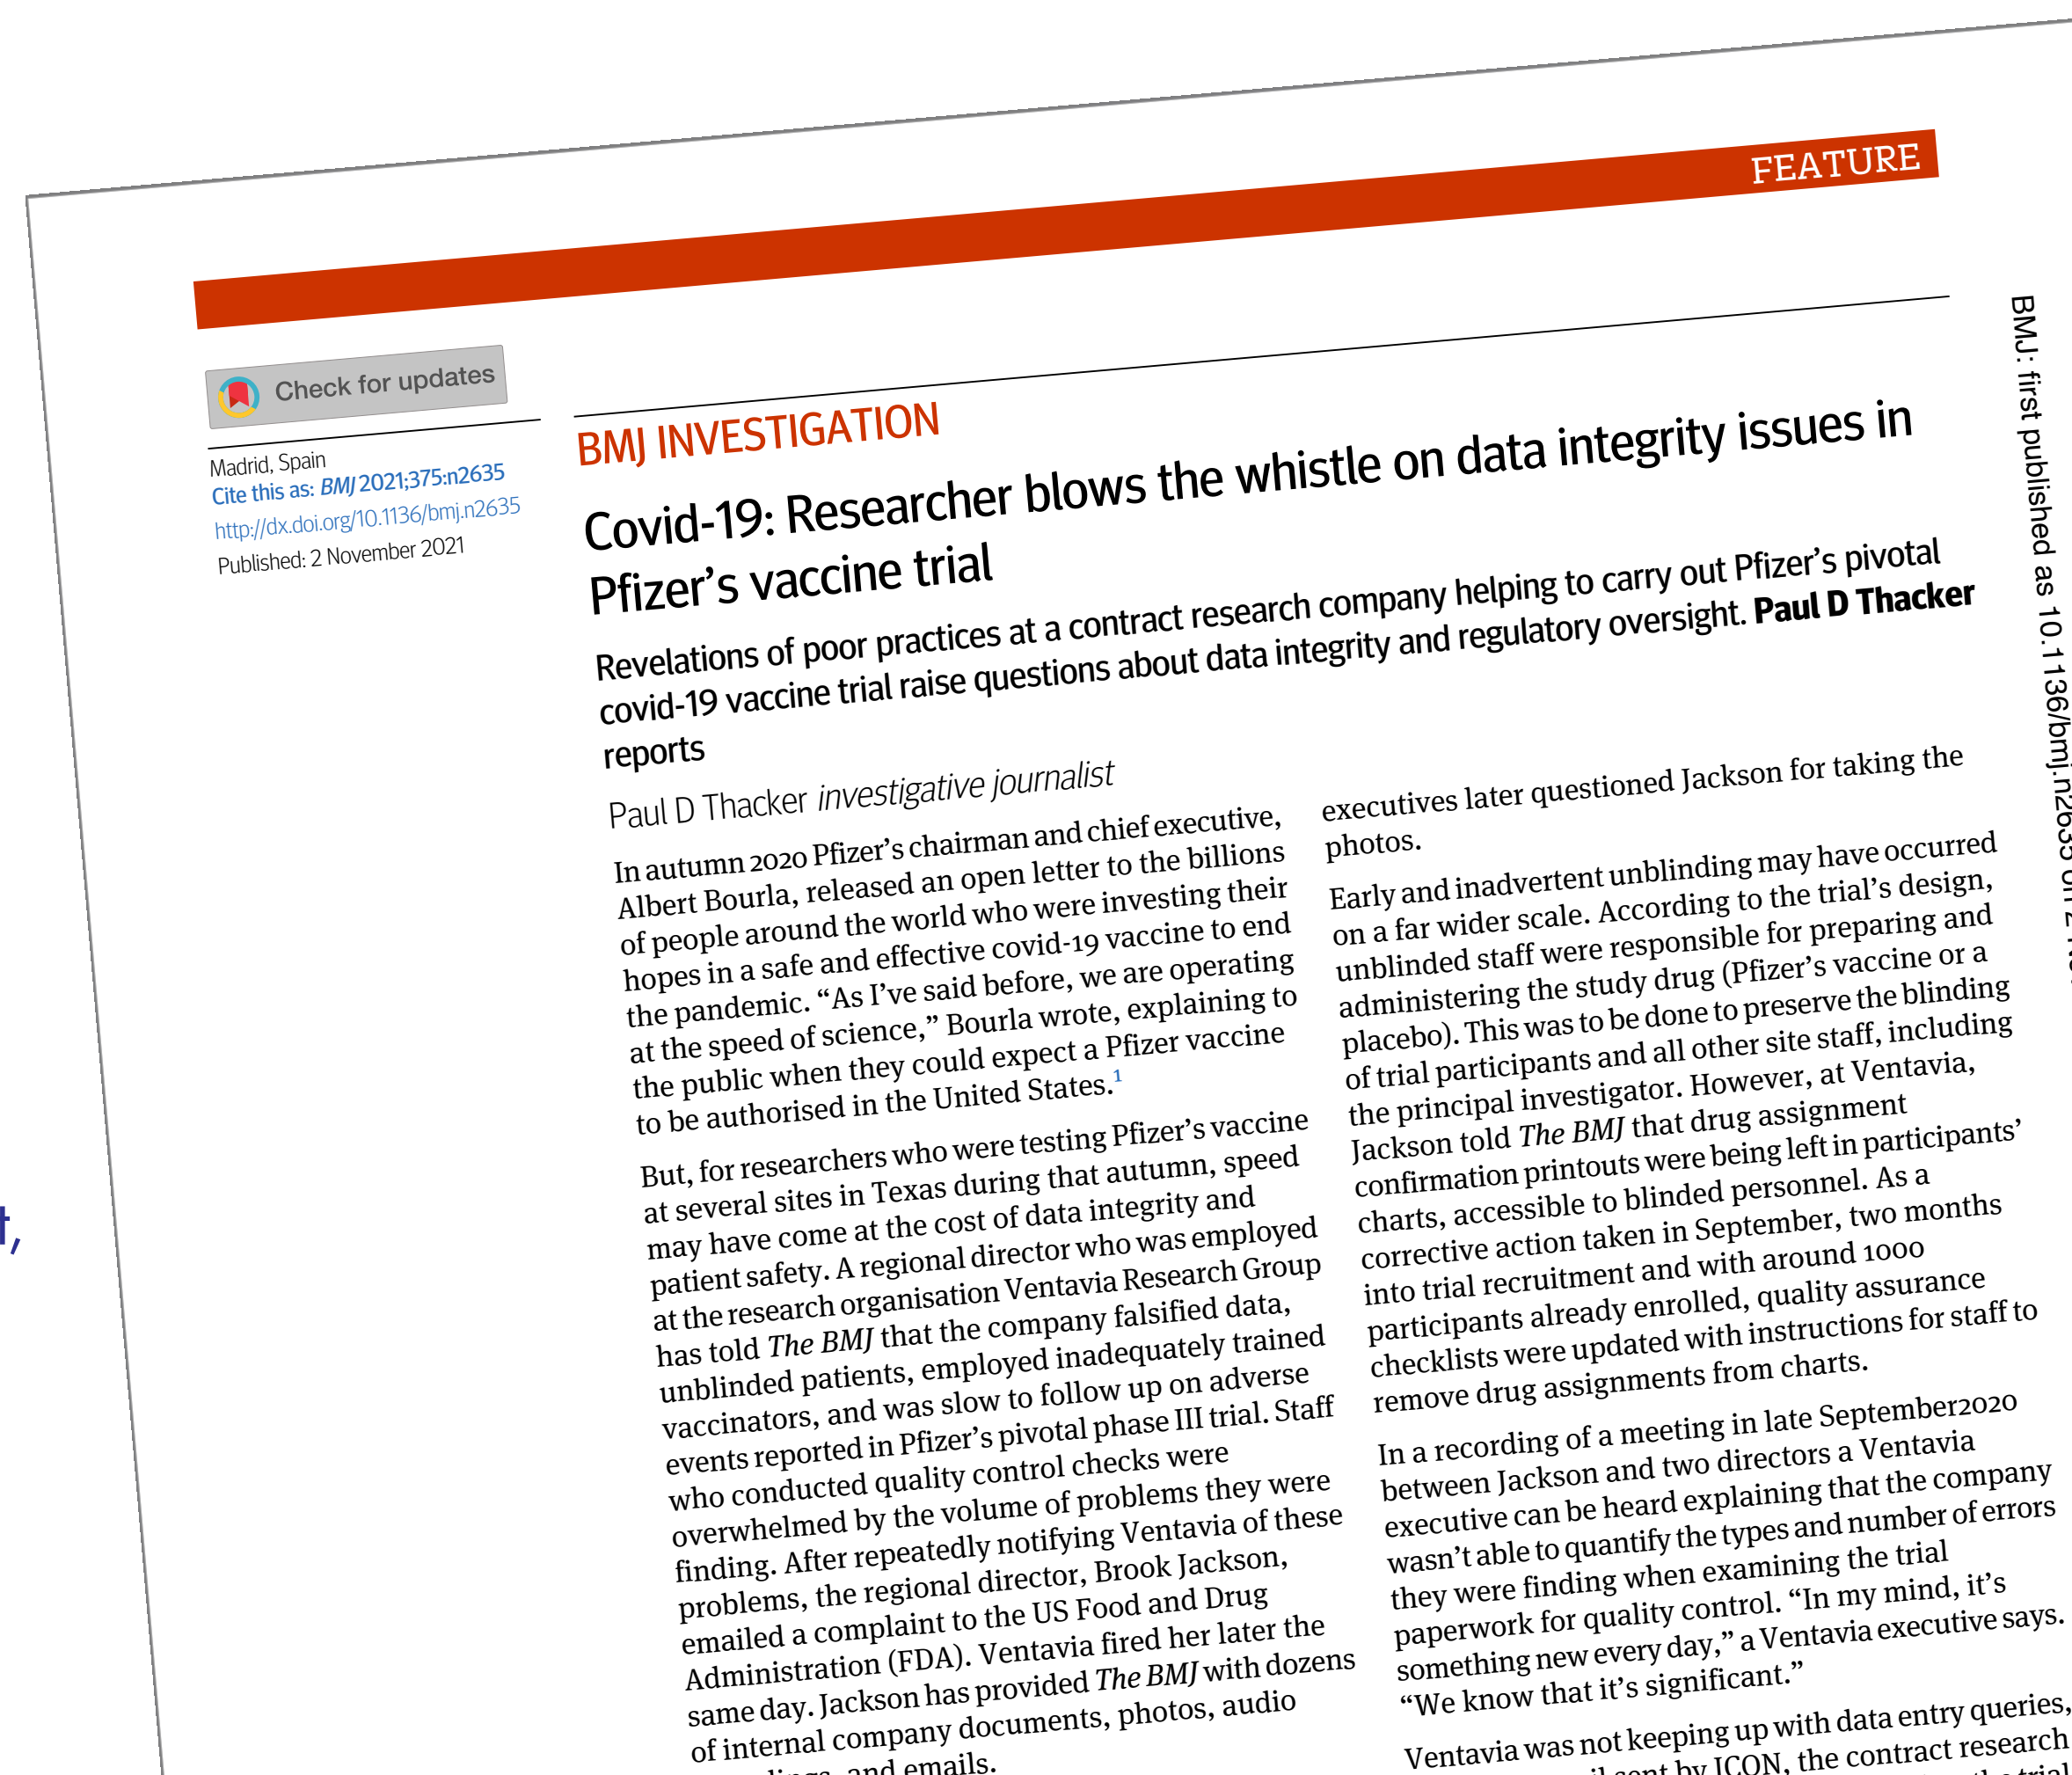 FEATURE
Check for updates
Madrid, Spain
Cite this as: BMJ 2021;375:n2635
http://dx.doi.org/10.1136/bmj.n2635
Published: 2 November 2021
BMJ INVESTIGATION
Covid-19: Researcher blows the whistle on data integrity issues in
Pfizer’s vaccine trial
Revelations of poor practices at a contract research company helping to carry out Pfizer’s pivotal
covid-19 vaccine trial raise questions about data integrity and regulatory oversight. Paul D Thacker
reports
Paul D Thacker investigative journalist
In autumn 2020 Pfizer’s chairman and chief executive,
Albert Bourla, released an open letter to the billions
of people around the world who were investing their
hopes in a safe and effective covid-19 vaccine to end
the pandemic. “As I’ve said before, we are operating
at the speed of science,” Bourla wrote, explaining to
the public when they could expect a Pfizer vaccine
to be authorised in the United States.1
But, for researchers who were testing Pfizer’s vaccine
at several sites in Texas during that autumn, speed
may have come at the cost of data integrity and
patient safety. A regional director who was employed
at the research organisation Ventavia Research Group
has told The BMJ that the company falsified data,
unblinded patients, employed inadequately trained
vaccinators, and was slow to follow up on adverse
events reported in Pfizer’s pivotal phase III trial. Staff
who conducted quality control checks were
overwhelmed by the volume of problems they were
finding. After repeatedly notifying Ventavia of these
problems, the regional director, Brook Jackson,
emailed a complaint to the US Food and Drug
Administration (FDA). Ventavia fired her later the
same day. Jackson has provided The BMJ with dozens
of internal company documents, photos, audio
and emails.
executives later questioned Jackson for taking the
photos.
Early and inadvertent unblinding may have occurred
on a far wider scale. According to the trial’s design,
unblinded staff were responsible for preparing and
administering the study drug (Pfizer’s vaccine or a
placebo). This was to be done to preserve the blinding
of trial participants and all other site staff, including
the principal investigator. However, at Ventavia,
Jackson told The BMJ that drug assignment
confirmation printouts were being left in participants’
charts, accessible to blinded personnel. As a
corrective action taken in September, two months
into trial recruitment and with around 1000
participants already enrolled, quality assurance
checklists were updated with instructions for staff to
remove drug assignments from charts.
In a recording of a meeting in late September2020
between Jackson and two directors a Ventavia
executive can be heard explaining that the company
wasn’t able to quantify the types and number of errors
they were finding when examining the trial
paperwork for quality control. “In my mind, it’s
something new every day,” a Ventavia executive says.
“We know that it’s significant.”
Ventavia was not keeping up with data entry queries,
sent by ICON, the contract research
BMJ: first published as 10.1136/bmj.n2635 on 2
t,